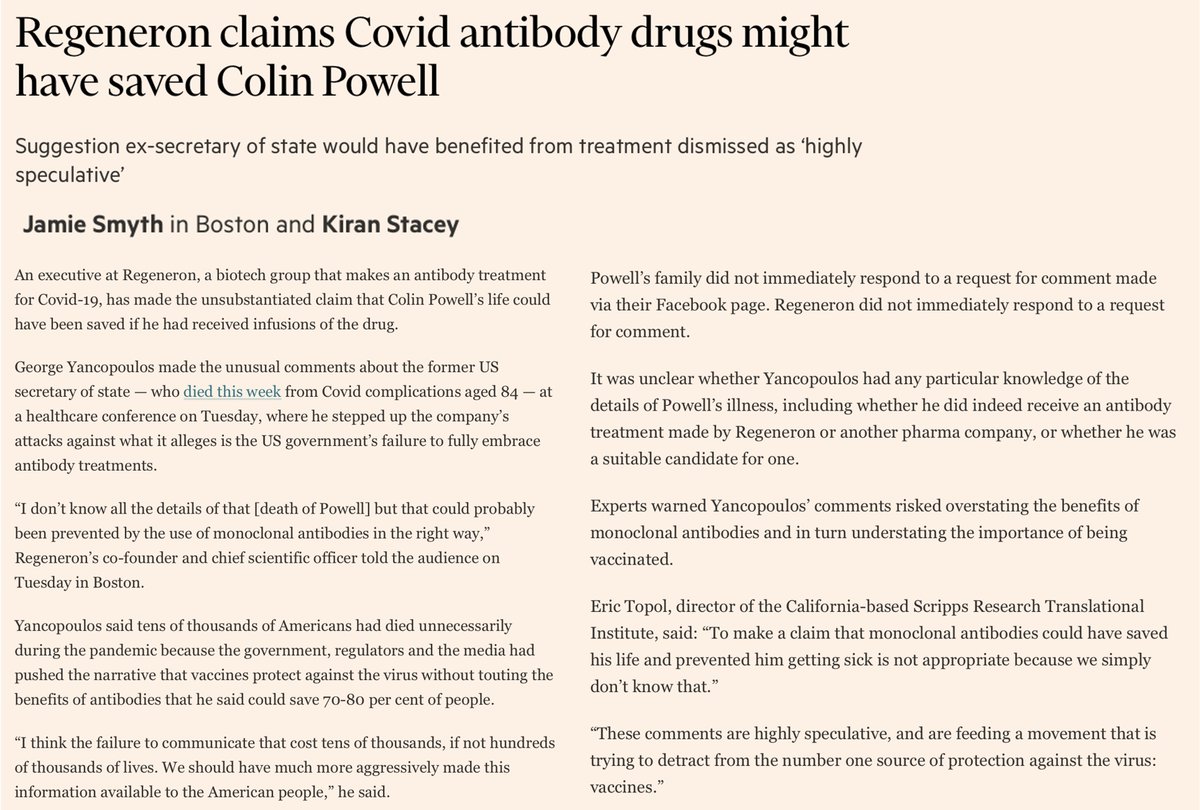 Regeneron claims Covid antibody drugs might
have saved Colin Powell
Suggestion ex-secretary of state would have benefited from treatment dismissed as ‘highly
speculative’
Jamie Smyth in Boston and Kiran Stacey
An executive at Regeneron, a biotech group that makes an antibody treatment
for Covid-19, has made the unsubstantiated claim that Colin Powell’s life could
have been saved if he had received infusions of the drug.
George Yancopoulos made the unusual comments about the former US
secretary of state — who died this week from Covid complications aged 84 — at
a healthcare conference on Tuesday, where he stepped up the company’s
attacks against what it alleges is the US government’s failure to fully embrace
antibody treatments.
“I don’t know all the details of that [death of Powell] but that could probably
been prevented by the use of monoclonal antibodies in the right way,”
Regeneron’s co-founder and chief scientific officer told the audience on
Tuesday in Boston.
Yancopoulos said tens of thousands of Americans had died unnecessarily
during the pandemic because the government, regulators and the media had
pushed the narrative that vaccines protect against the virus without touting the
benefits of antibodies that he said could save 70-80 per cent of people.
“I think the failure to communicate that cost tens of thousands, if not hundreds
of thousands of lives. We should have much more aggressively made this
information available to the American people,” he said.
Powell’s family did not immediately respond to a request for comment made
via their Facebook page. Regeneron did not immediately respond to a request
for comment.
It was unclear whether Yancopoulos had any particular knowledge of the
details of Powell’s illness, including whether he did indeed receive an antibody
treatment made by Regeneron or another pharma company, or whether he was
a suitable candidate for one.
Experts warned Yancopoulos’ comments risked overstating the benefits of
monoclonal antibodies and in turn understating the importance of being
vaccinated.
Eric Topol, director of the California-based Scripps Research Translational
Institute, said: “To make a claim that monoclonal antibodies could have saved
his life and prevented him getting sick is not appropriate because we simply
don’t know that.”
“These comments are highly speculative, and are feeding a movement that is
trying to detract from the number one source of protection against the virus:
vaccines.”